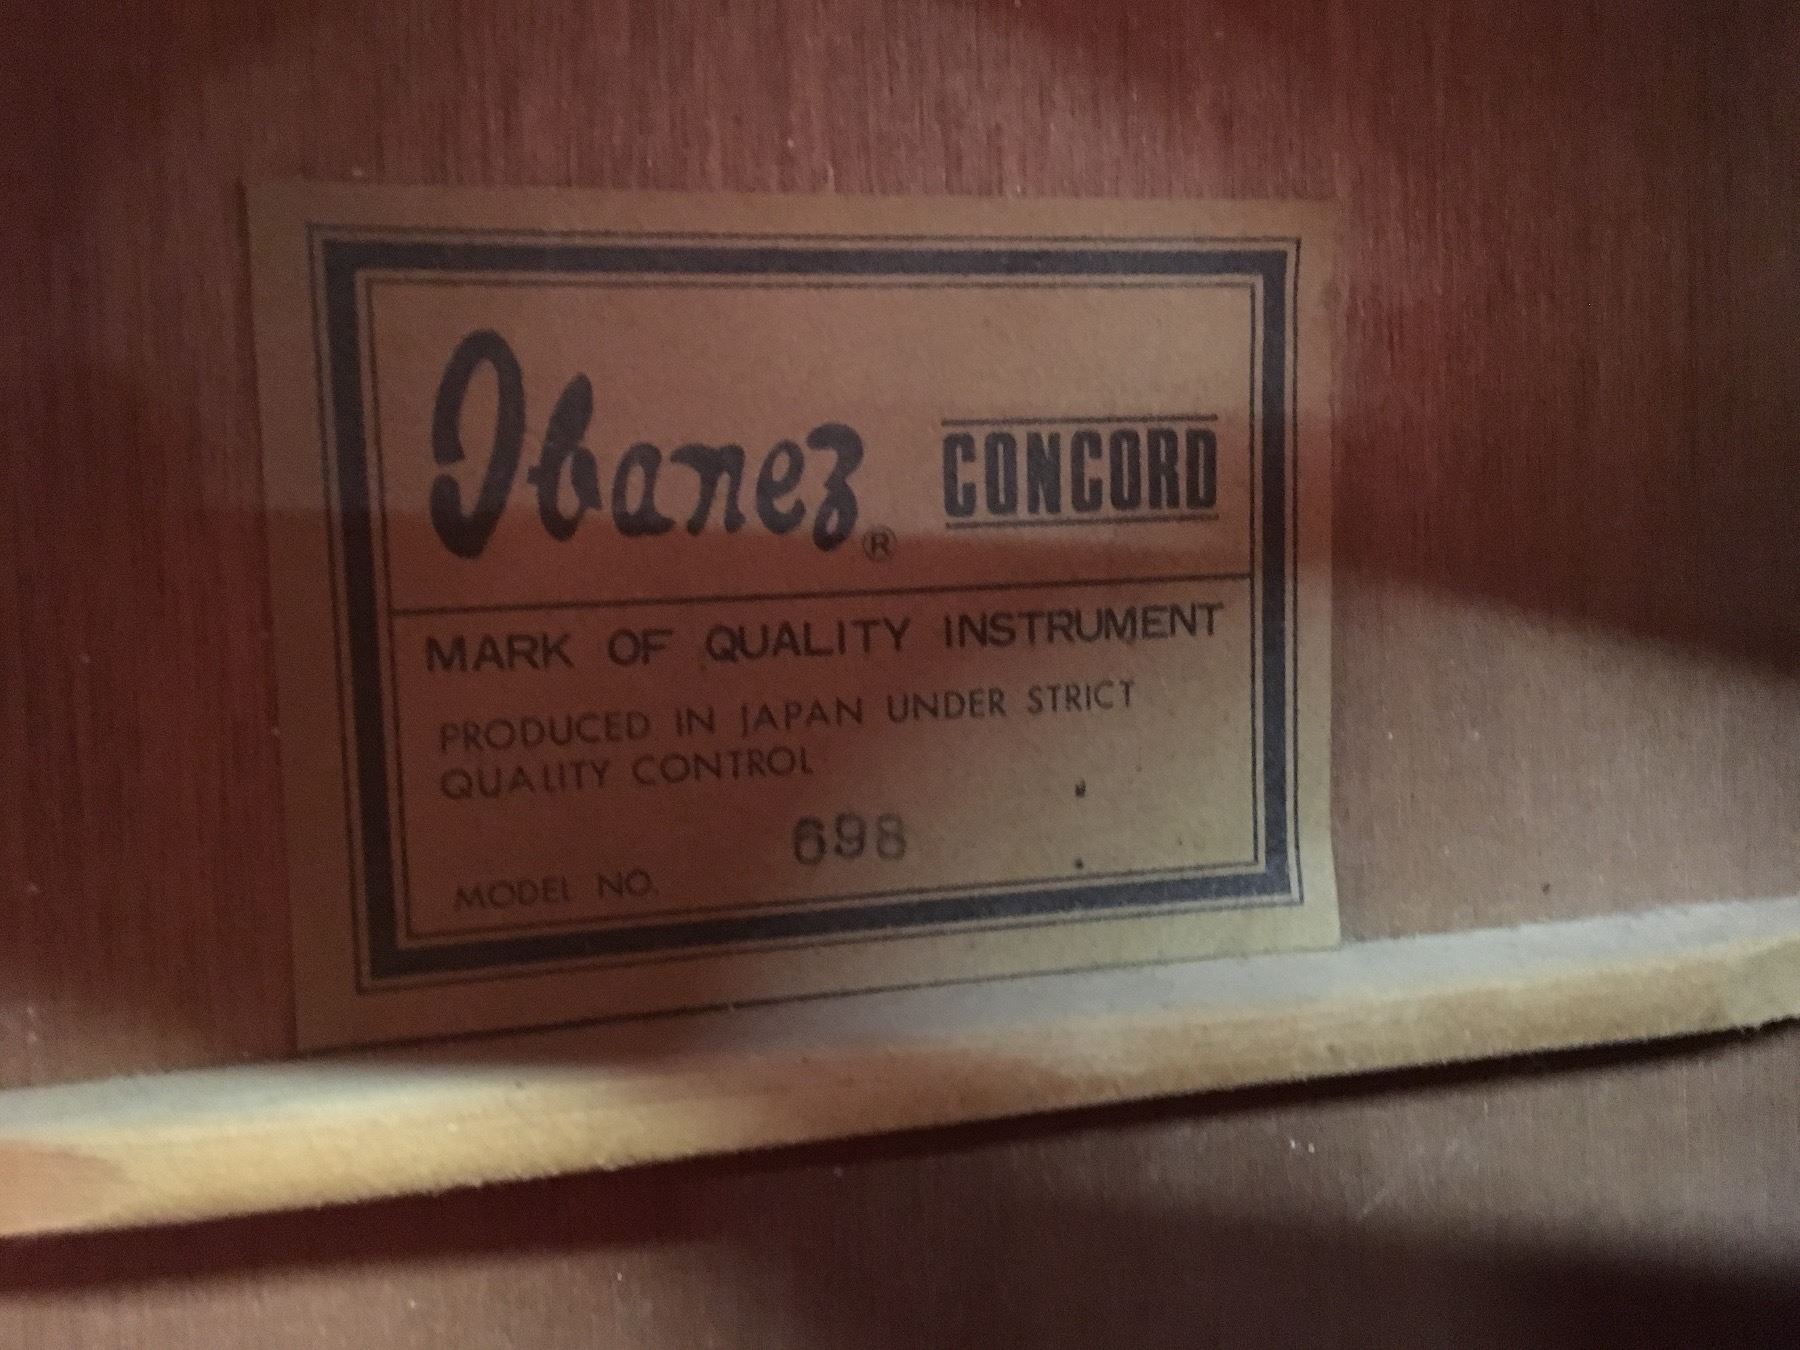 Ibanez® CONCORD
MARK OF QUALITY INSTRUMENT
PRODUCED IN JAPAN UNDER STRICT
QUALITY CONTROL
MODEL NO. 698